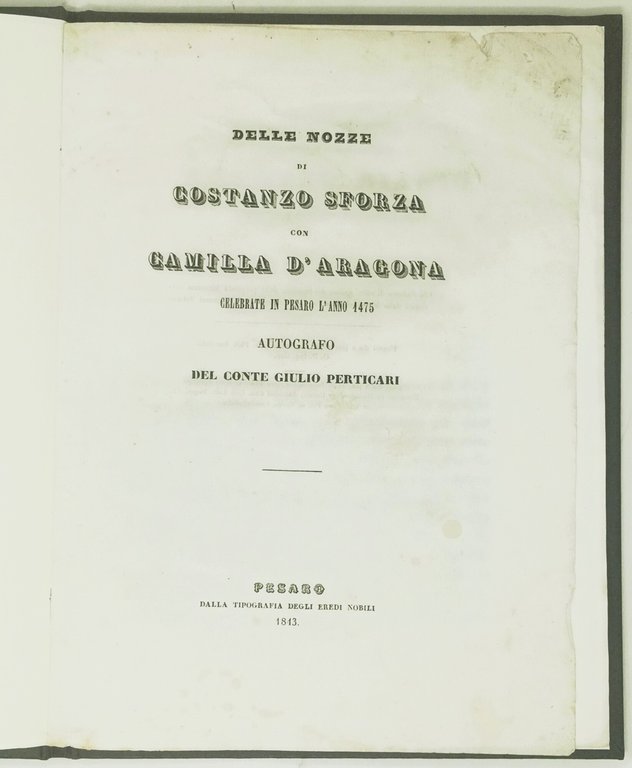 DELLE NOZZE
DI
COSTANZO SFORZA
CON
CAMILLA D'ARAGONA
CELEBRATE IN PESARO L'ANNO 1475
AUTOGRAFO
DEL CONTE GIULIO PERTICARI
PESARO
DALLA TIPOGRAFIA DEGLI EREDI NOBILI
1843.